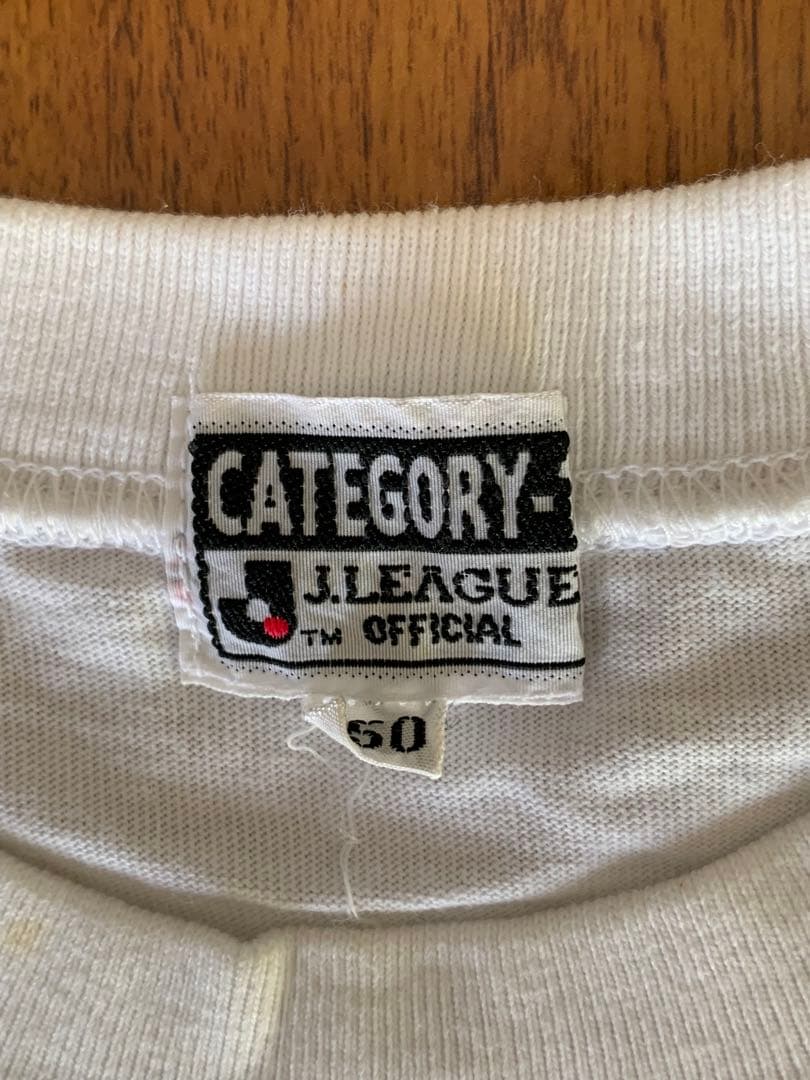 CATEGORY-
J.LEAGUE
TM OFFICIAL
60